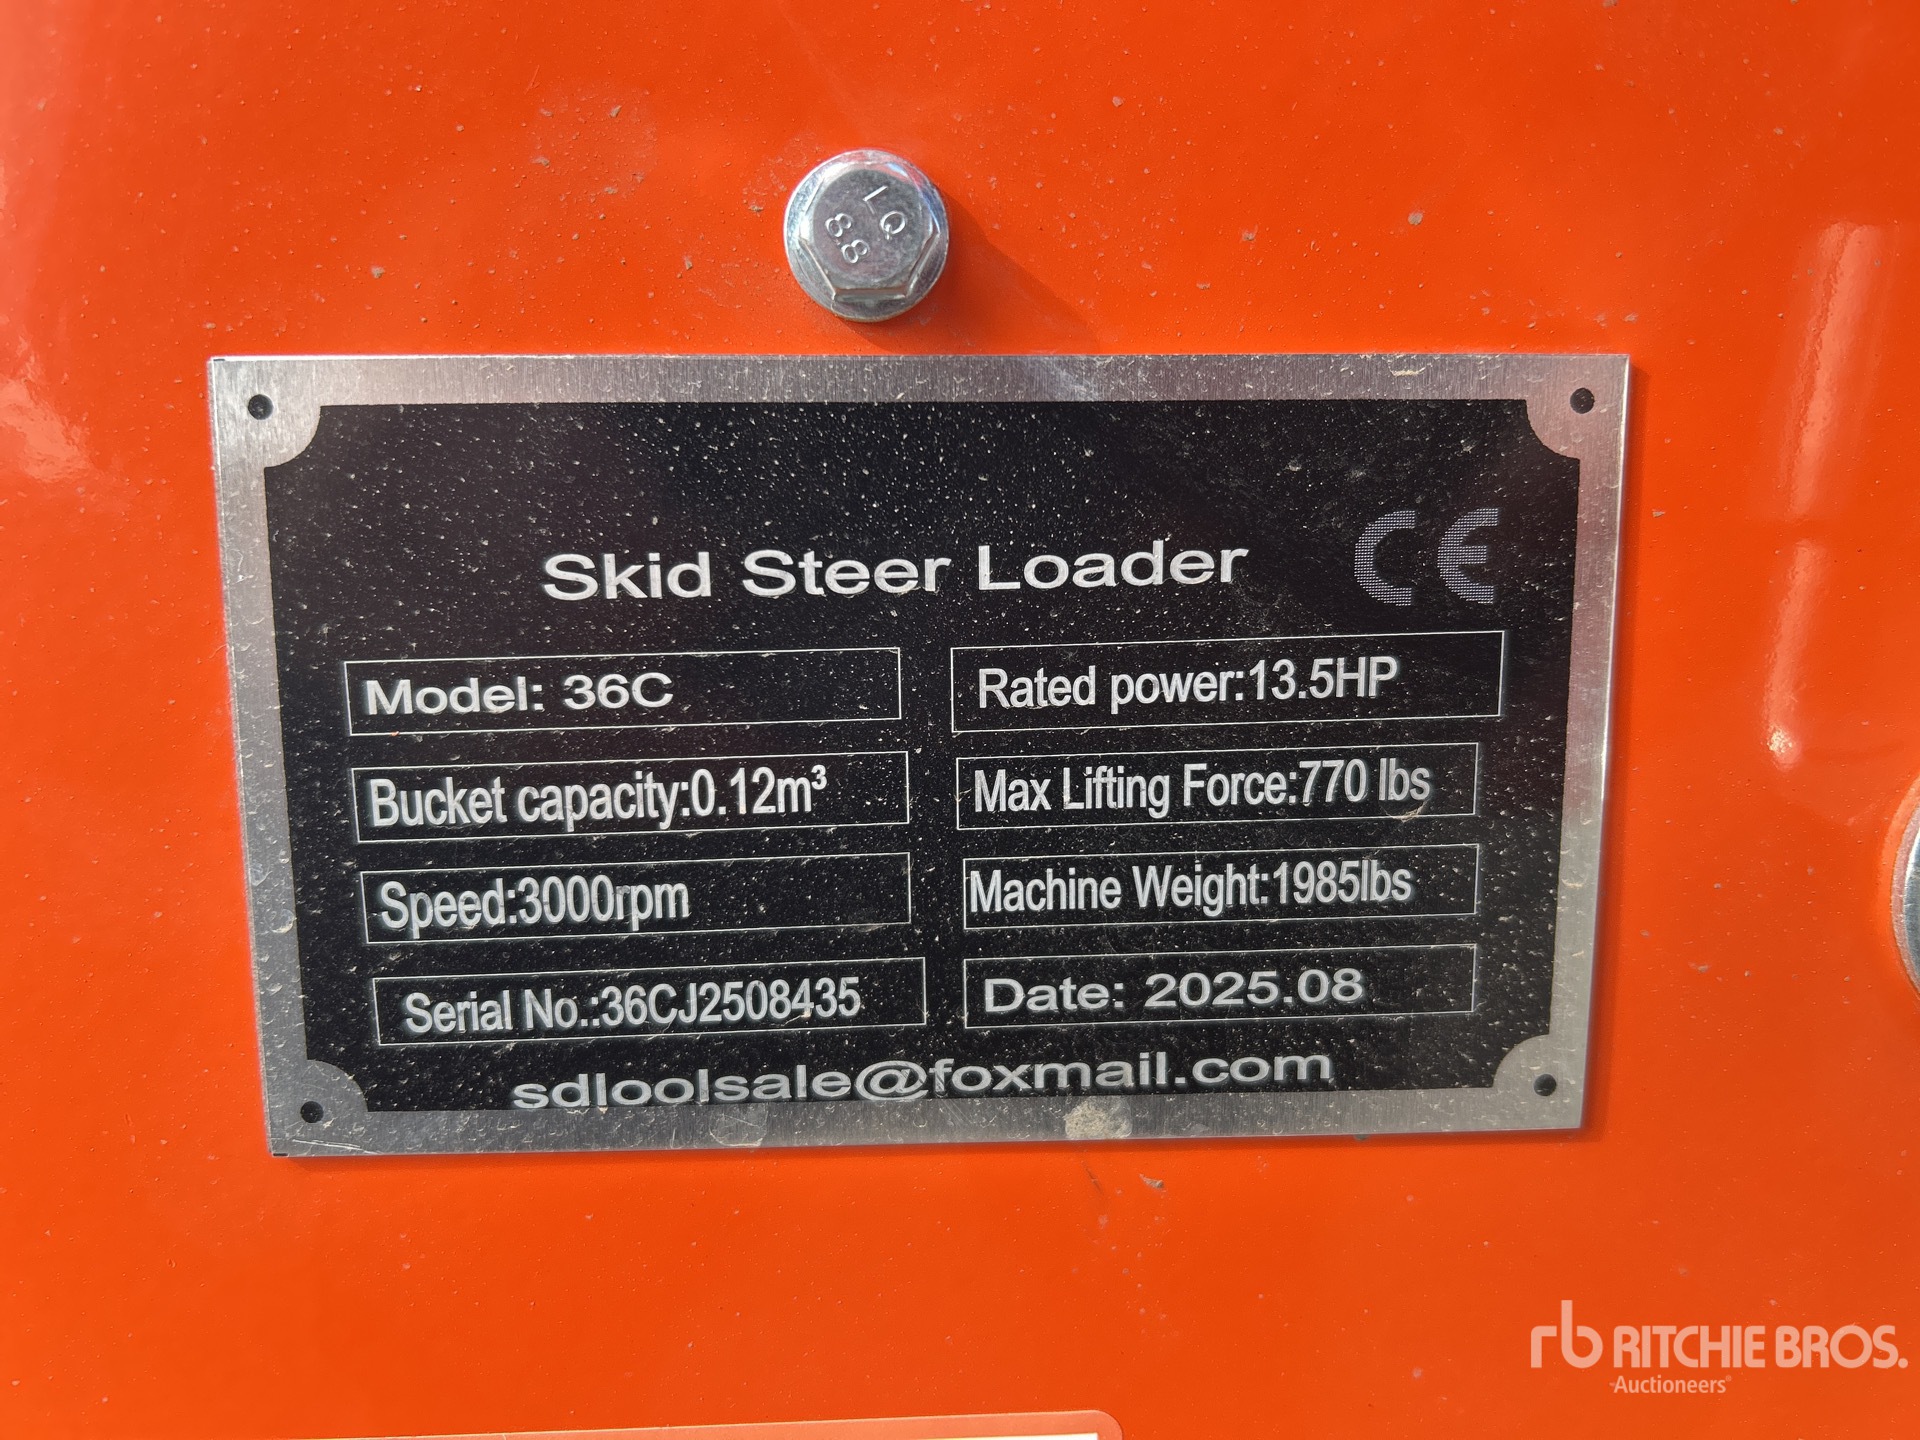 LQ
8.8
Skid Steer Loader CE
Model: 36C
Rated power:13.5HP
Bucket capacity:0.12m³
Max Lifting Force:770 lbs
Speed:3000rpm
Machine Weight:1985lbs
Serial No.:36CJ2508435
Date: 2025.08
sdloolsale@foxmail.com
rb RITCHIE BROS.
Auctioneers®